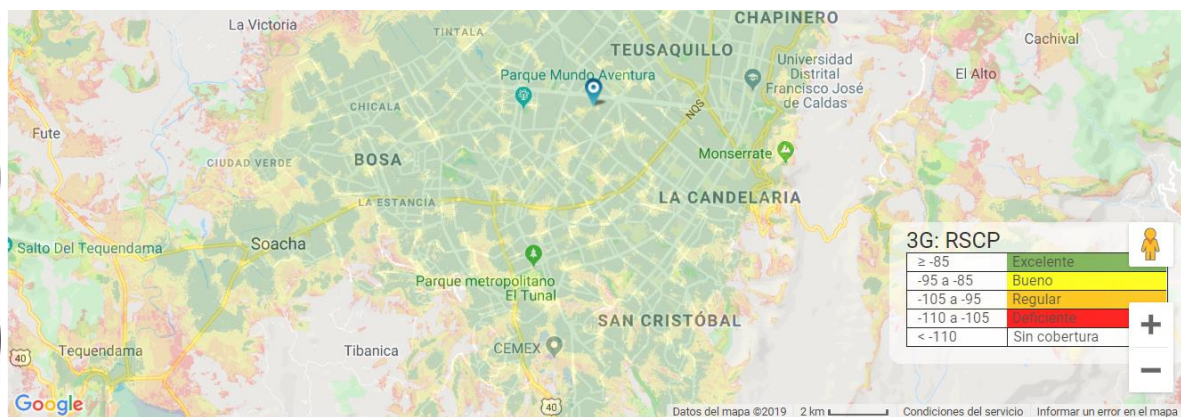 CHAPINERO
La Victoria
TINTALA
Cachival
TEUSAQUILLO
Universidad
Distrital
Francisco José
de Caldas
Parque Mundo Aventura
El Alto
CHICALA
NQS
Fute
CIUDAD VERDE
BOSA
Monserrate
LA ESTANCIA
LA CANDELARIA
Salto Del Tequendama
Soacha
3G: RSCP
≥ -85 Excelente
-95 a -85 Bueno
-105 a -95 Regular
-110 a -105 Deficiente
< -110 Sin cobertura
Parque metropolitano
El Tunal
SAN CRISTÓBAL
CEMEX
40
Tequendama
Tibanica
40
Google
Datos del mapa ©2019 2 km Condiciones del servicio Informar un error en el mapa